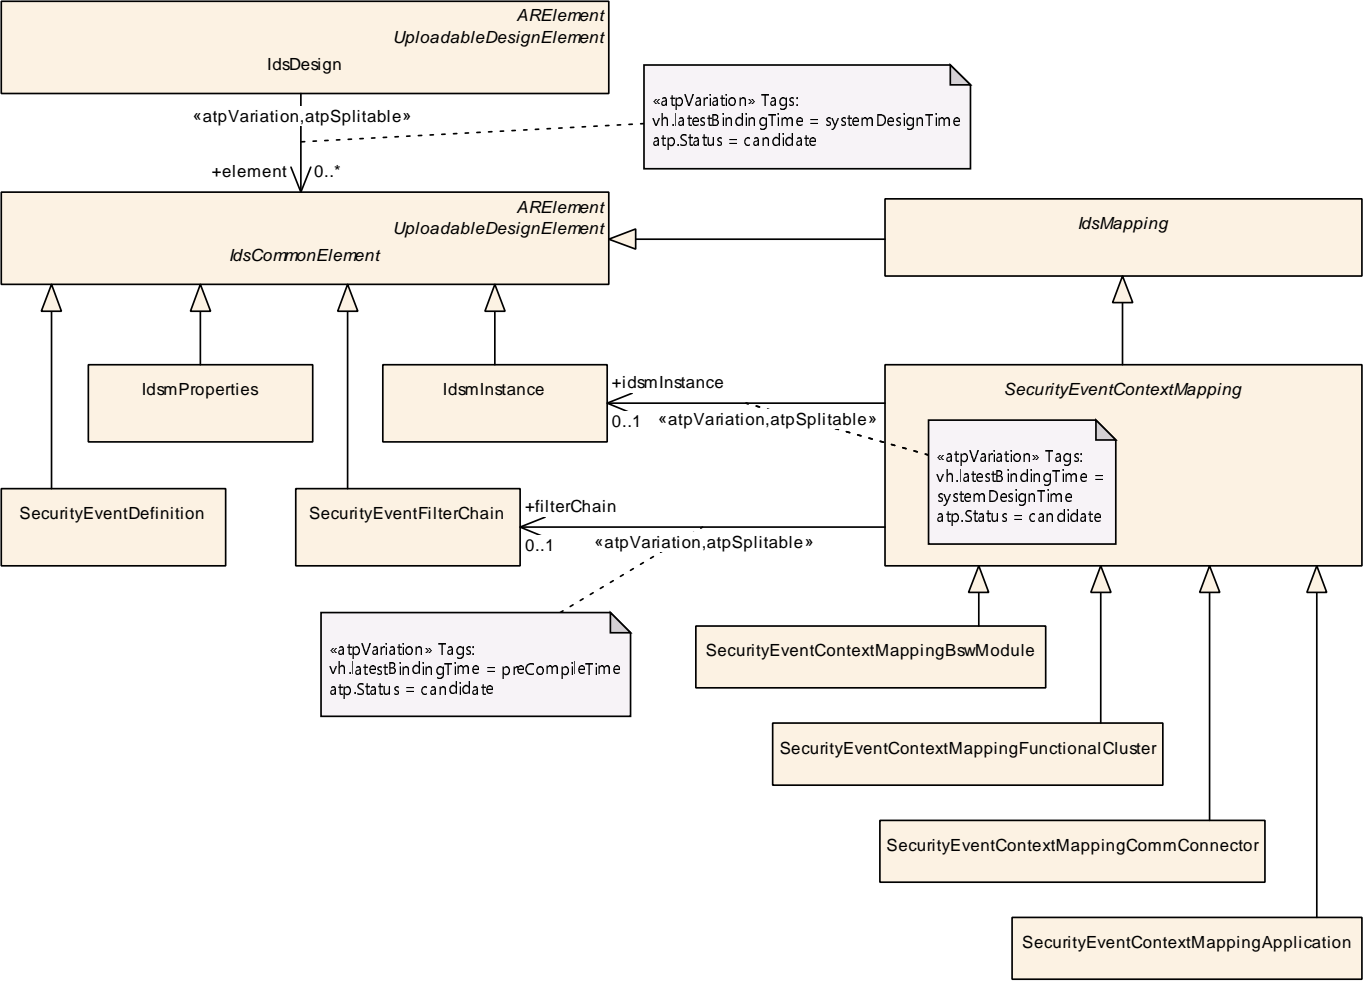 ARElement
UploadableDesignElement
IdsDesign
«atpVariation,atpSplitable»
+element 0..*
«atpVariation» Tags:
vh.latestBindingTime = systemDesignTime
atp.Status = candidate
ARElement
UploadableDesignElement
IdsCommonElement
IdsMapping
IdsmProperties
IdsmInstance
+idsmInstance
0..1 «atpVariation,atpSplitable»
SecurityEventContextMapping
«atpVariation» Tags:
vh.latestBindingTime =
systemDesignTime
atp.Status = candidate
SecurityEventDefinition
SecurityEventFilterChain
+filterChain
0..1 «atpVariation,atpSplitable»
«atpVariation» Tags:
vh.latestBindingTime = preCompileTime
atp.Status = candidate
SecurityEventContextMappingBswModule
SecurityEventContextMappingFunctionalCluster
SecurityEventContextMappingCommConnector
SecurityEventContextMappingApplication